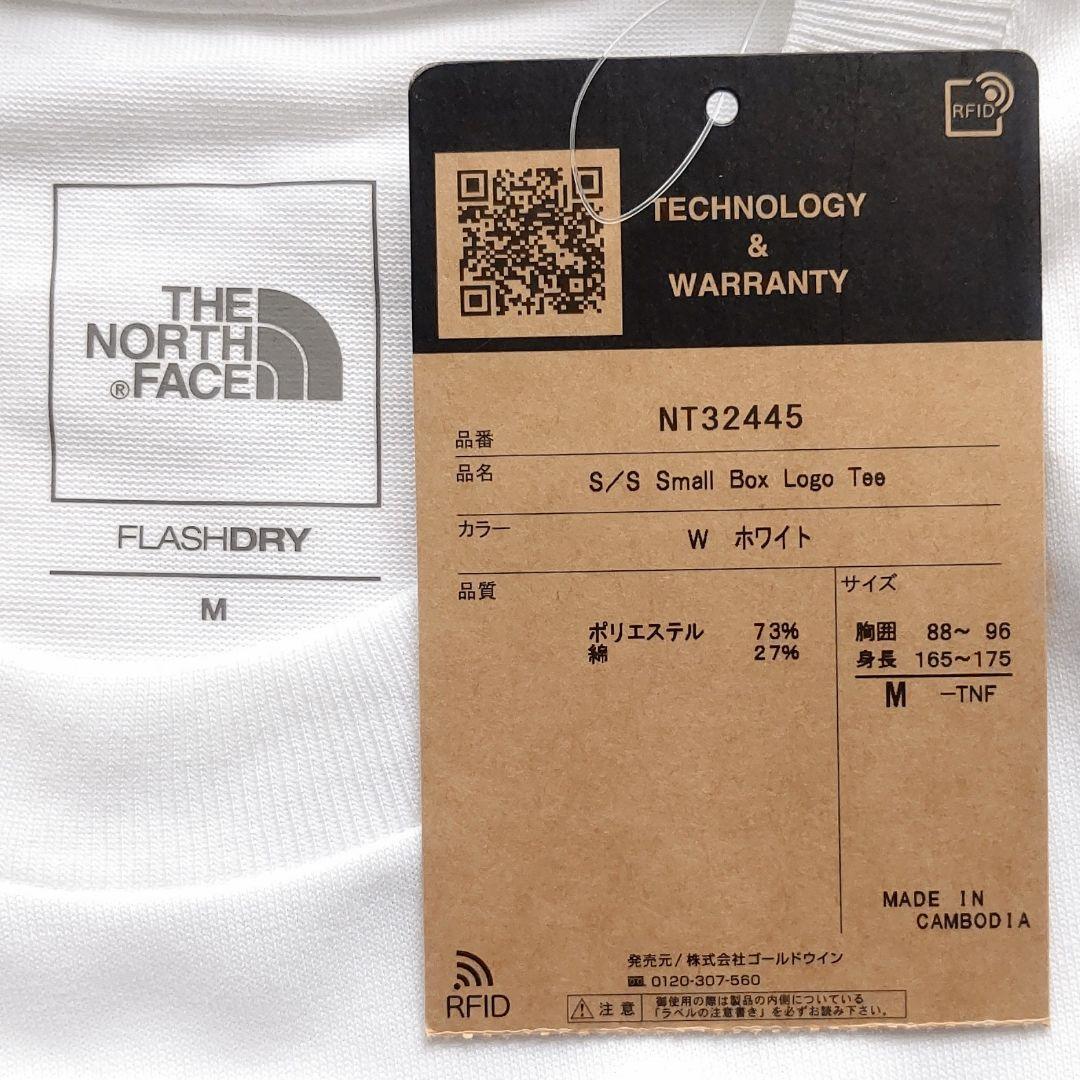 THE
NORTH
FACE
®
FLASHDRY
M
RFID
TECHNOLOGY
&
WARRANTY
品番 NT32445
品名 S/S Small Box Logo Tee
カラー W ホワイト
品質
ポリエステル 73%
綿 27%
サイズ
胸囲 88～ 96
身長 165～175
M -TNF
MADE IN
CAMBODIA
発売元/株式会社ゴールドウイン
0120-307-560
RFID
注意
御使用の際は製品の内側についている
「ラベルの注意書き」を必ずお読み下さい。